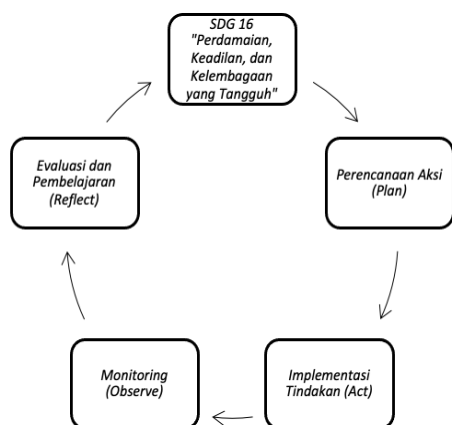 SDG 16
"Perdamaian,
Keadilan, dan
Kelembagaan
yang Tangguh"
Perencanaan Aksi
(Plan)
Implementasi
Tindakan (Act)
Monitoring
(Observe)
Evaluasi dan
Pembelajaran
(Reflect)